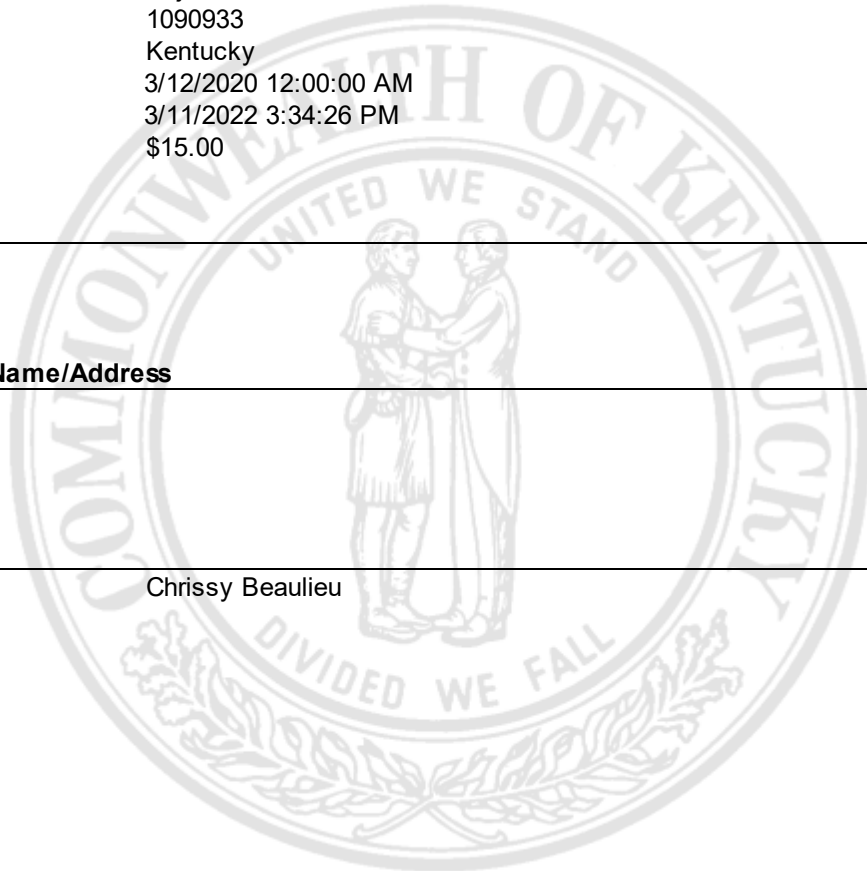 1090933
Kentucky
3/12/2020 12:00:00 AM
3/11/2022 3:34:26 PM
$15.00
COMMONWEALTH OF KENTUCKY
UNITED WE STAND
Name/Address
Chrissy Beaulieu
DIVIDED WE FALL